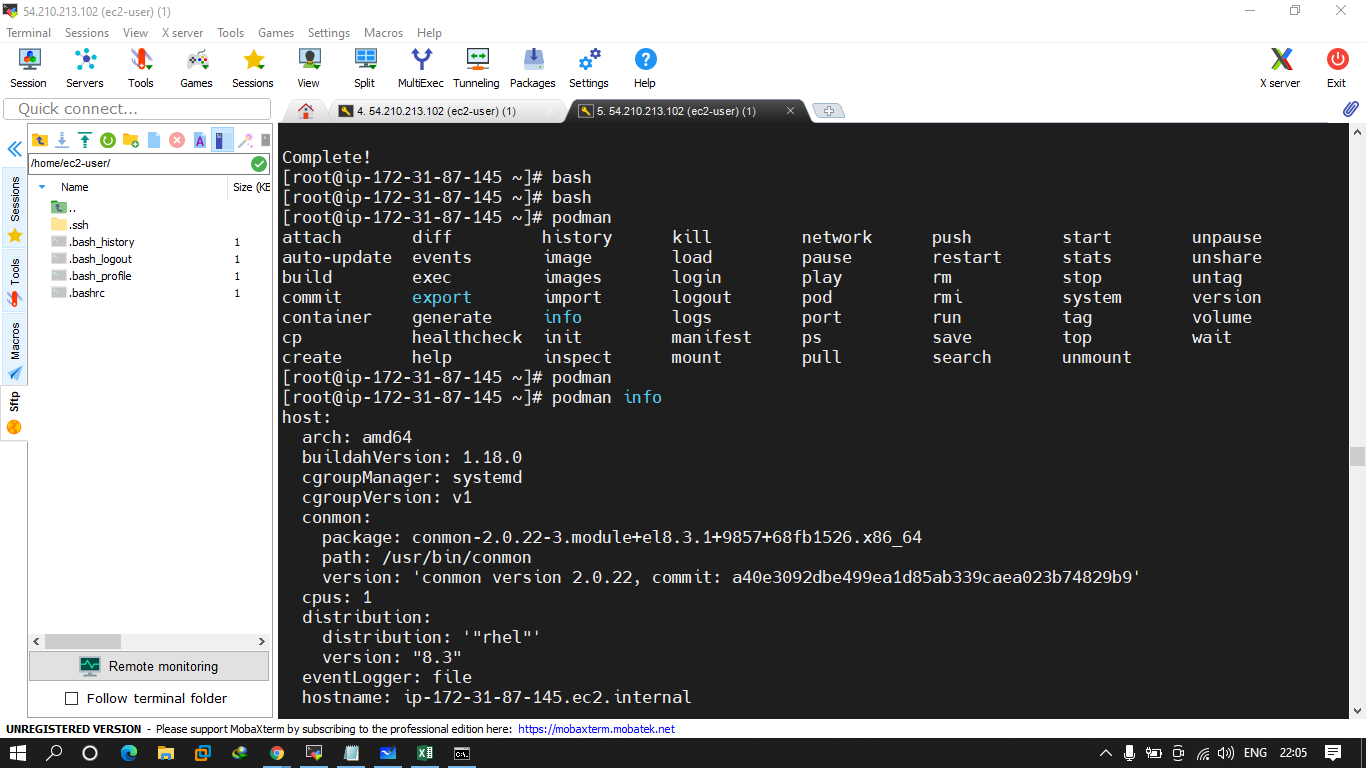 54.210.213.102 (ec2-user) (1)
Terminal Sessions View X server Tools Games Settings Macros Help
Session Servers Tools Games Sessions View Split MultiExec Tunneling Packages Settings Help X server Exit
Quick connect...
4. 54.210.213.102 (ec2-user) (1)
5. 54.210.213.102 (ec2-user) (1)
/home/ec2-user/
Name Size (KB
..
.ssh
.bash_history 1
.bash_logout 1
.bash_profile 1
.bashrc 1
Sessions
Tools
Macros
Sftp
Remote monitoring
Follow terminal folder
Complete!
[root@ip-172-31-87-145 ~]# bash
[root@ip-172-31-87-145 ~]# bash
[root@ip-172-31-87-145 ~]# podman
attach diff history kill network push start unpause
auto-update events image load pause restart stats unshare
build exec images login play rm stop untag
commit export import logout pod rmi system version
container generate info logs port run tag volume
cp healthcheck init manifest ps save top wait
create help inspect mount pull search unmount
[root@ip-172-31-87-145 ~]# podman
[root@ip-172-31-87-145 ~]# podman info
host:
arch: amd64
buildahVersion: 1.18.0
cgroupManager: systemd
cgroupVersion: v1
conmon:
package: conmon-2.0.22-3.module+el8.3.1+9857+68fb1526.x86_64
path: /usr/bin/conmon
version: 'conmon version 2.0.22, commit: a40e3092dbe499ea1d85ab339caea023b74829b9'
cpus: 1
distribution:
distribution: '"rhel"'
version: "8.3"
eventLogger: file
hostname: ip-172-31-87-145.ec2.internal
UNREGISTERED VERSION - Please support MobaXterm by subscribing to the professional edition here: https://mobaxterm.mobatek.net
ENG 22:05